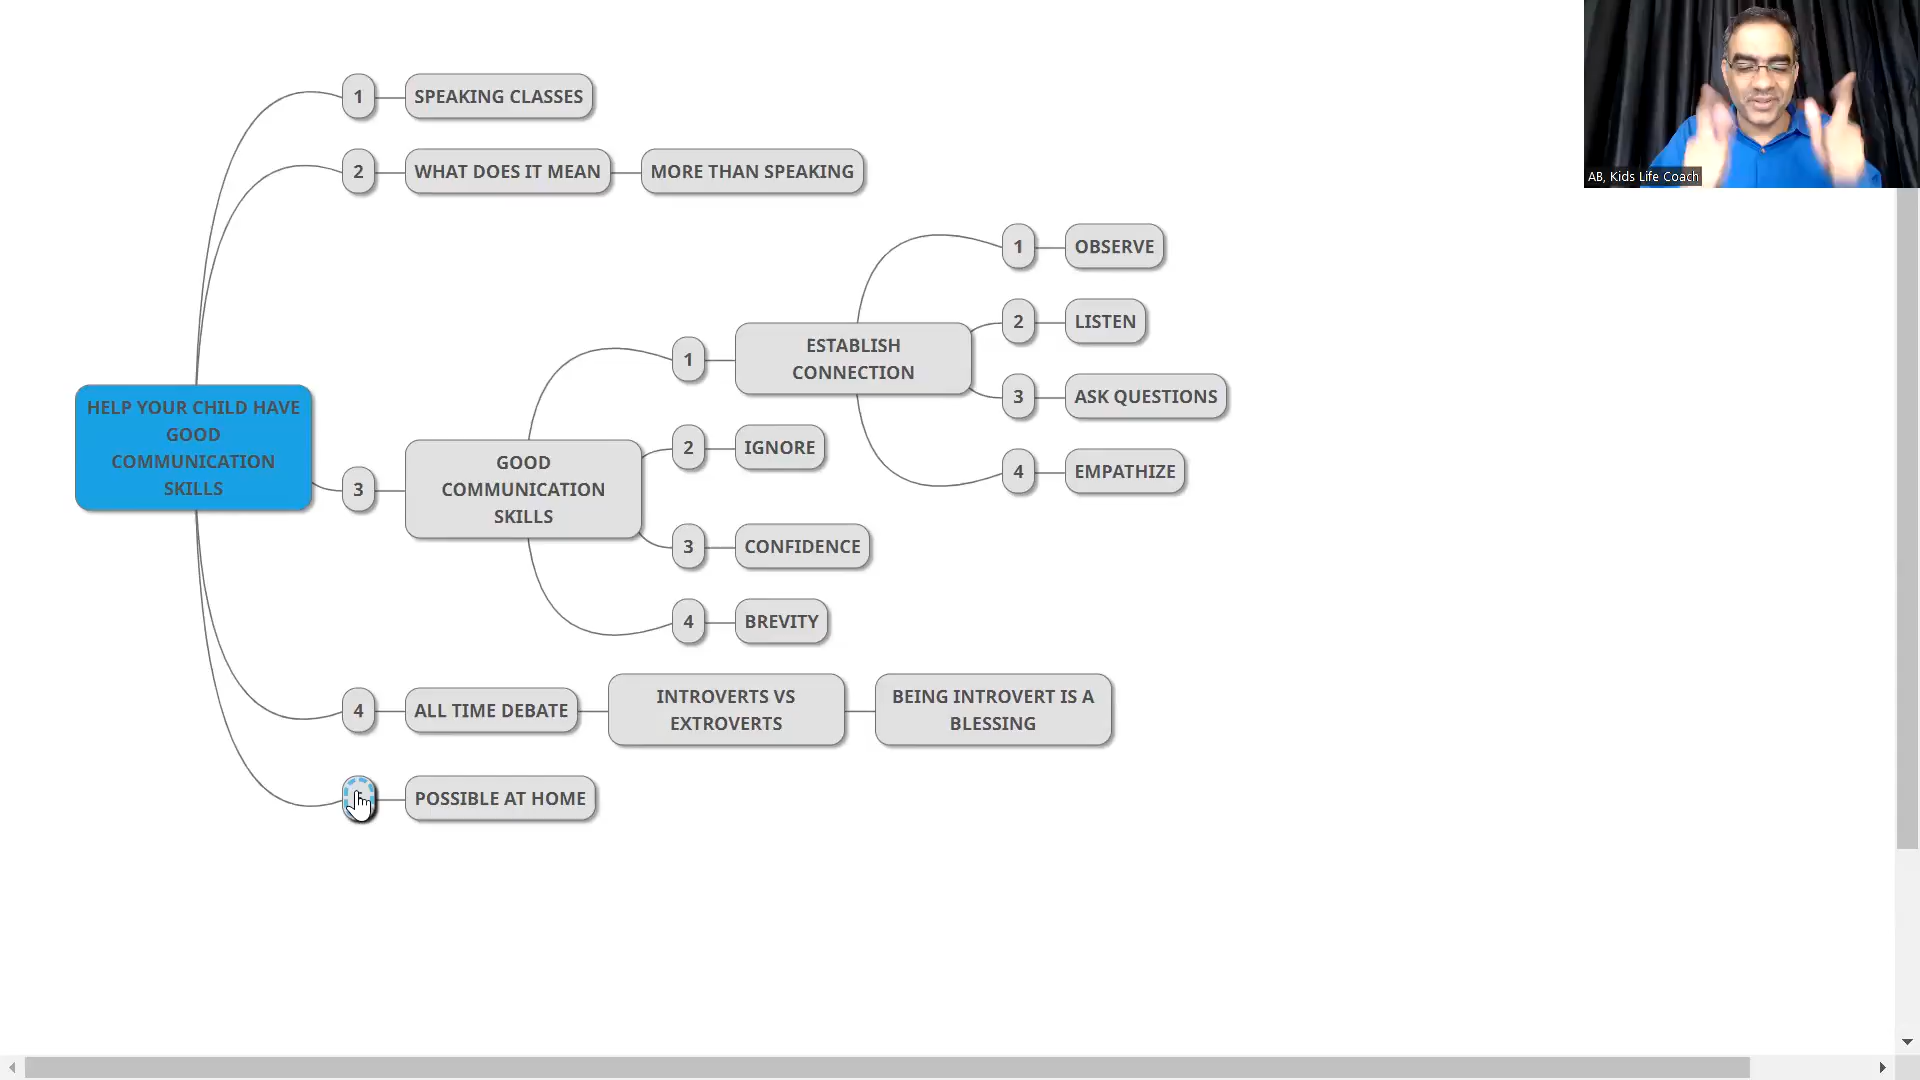 AB, Kids Life Coach
1
SPEAKING CLASSES
2
WHAT DOES IT MEAN
MORE THAN SPEAKING
HELP YOUR CHILD HAVE
GOOD
COMMUNICATION
SKILLS
3
GOOD
COMMUNICATION
SKILLS
1
ESTABLISH
CONNECTION
1
OBSERVE
2
LISTEN
3
ASK QUESTIONS
4
EMPATHIZE
2
IGNORE
3
CONFIDENCE
4
BREVITY
4
ALL TIME DEBATE
INTROVERTS VS
EXTROVERTS
BEING INTROVERT IS A
BLESSING
POSSIBLE AT HOME